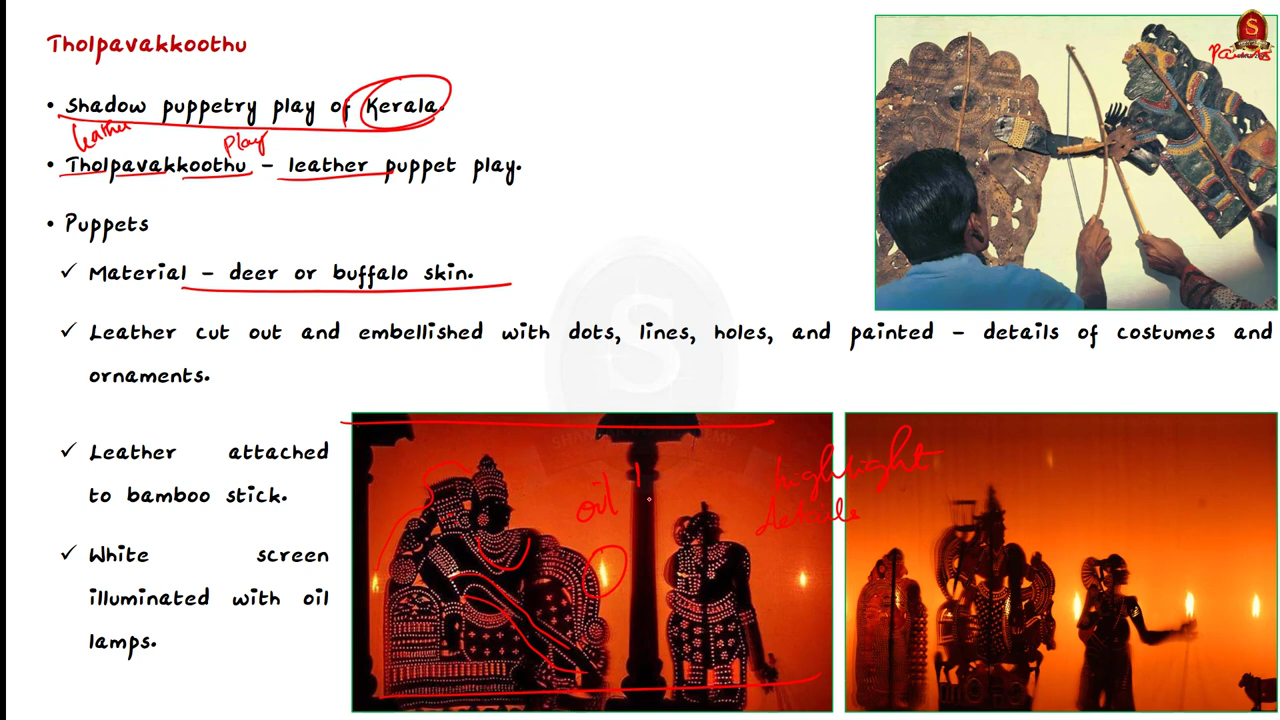 Tholpavakkoothu
• Shadow puppetry play of Kerala.
leather
play
• Tholpavakkoothu – leather puppet play.
• Puppets
✓ Material – deer or buffalo skin.
✓ Leather cut out and embellished with dots, lines, holes, and painted – details of costumes and
ornaments.
✓ Leather attached
to bamboo stick.
✓ White screen
illuminated with oil
lamps.
oil
highlight
details
S